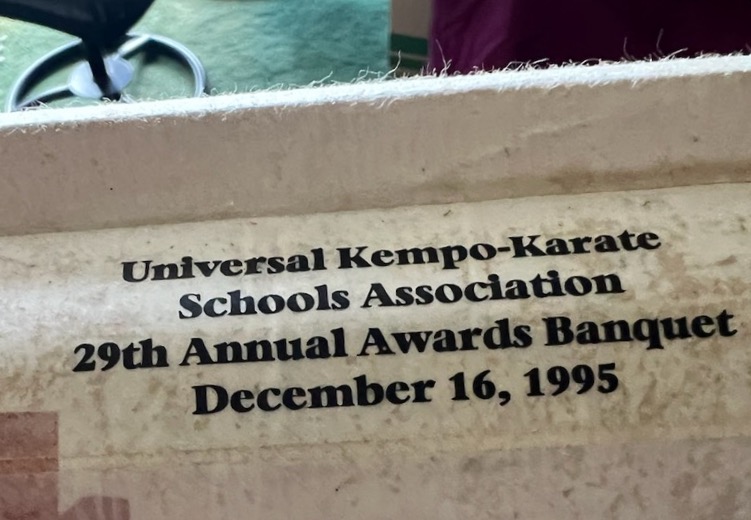 Universal Kempo-Karate
Schools Association
29th Annual Awards Banquet
December 16, 1995